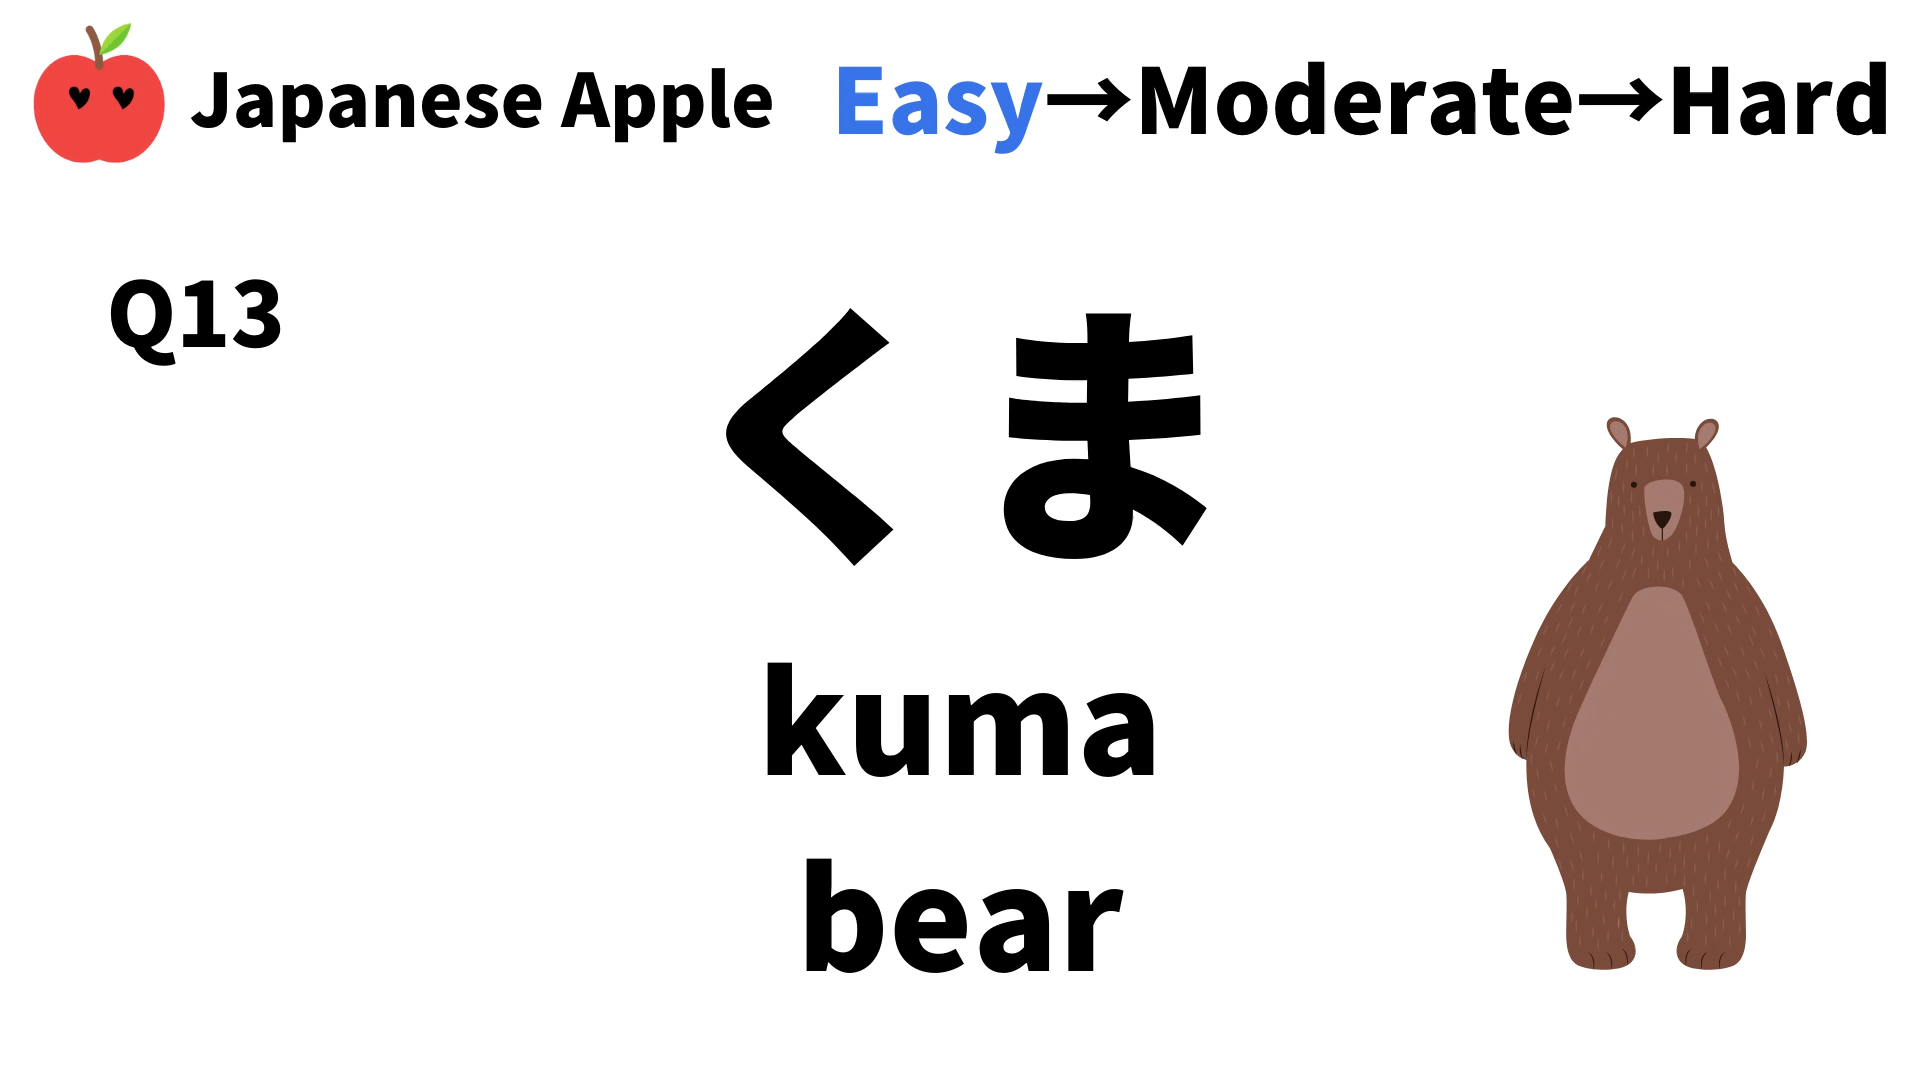 Japanese Apple
Easy→Moderate→Hard
Q13
くま
kuma
bear